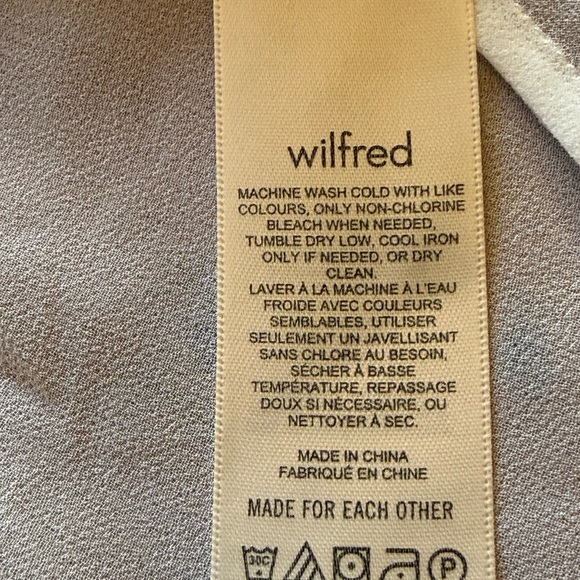 wilfred
MACHINE WASH COLD WITH LIKE
COLOURS, ONLY NON-CHLORINE
BLEACH WHEN NEEDED,
TUMBLE DRY LOW, COOL IRON
ONLY IF NEEDED, OR DRY
CLEAN.
LAVER À LA MACHINE À L'EAU
FROIDE AVEC COULEURS
SEMBLABLES, UTILISER
SEULEMENT UN JAVELLISANT
SANS CHLORE AU BESOIN,
SÉCHER À BASSE
TEMPÉRATURE, REPASSAGE
DOUX SI NÉCESSAIRE, OU
NETTOYER À SEC.
MADE IN CHINA
FABRIQUÉ EN CHINE
MADE FOR EACH OTHER
30C P